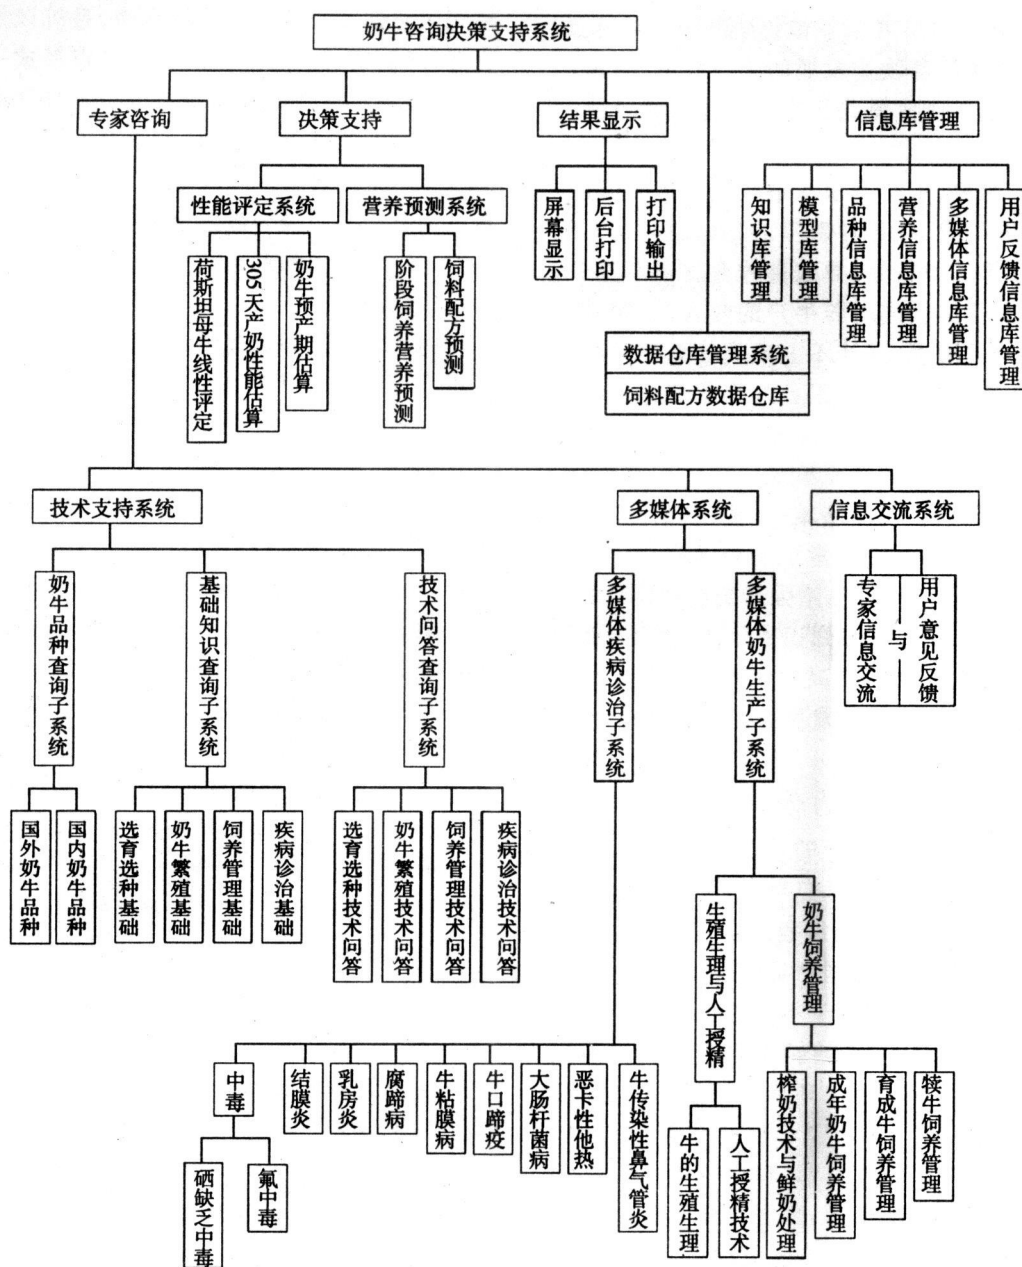 奶牛咨询决策支持系统
专家咨询
决策支持
结果显示
信息库管理
性能评定系统
营养预测系统
荷斯坦母牛线性评定
305天产奶性能估算
奶牛预产期估算
阶段饲养营养预测
饲料配方预测
屏幕显示
后台打印
打印输出
知识库管理
模型库管理
品种信息库管理
营养信息库管理
多媒体信息库管理
用户反馈信息库管理
数据仓库管理系统
饲料配方数据仓库
技术支持系统
多媒体系统
信息交流系统
奶牛品种查询子系统
基础知识查询子系统
技术问答查询子系统
多媒体疾病诊治子系统
多媒体奶牛生产子系统
专家信息交流
与
用户意见反馈
国外奶牛品种
国内奶牛品种
选育选种基础
奶牛繁殖基础
饲养管理基础
疾病诊治基础
选育选种技术问答
奶牛繁殖技术问答
饲养管理技术问答
疾病诊治技术问答
生殖生理与人工授精
奶牛饲养管理
中毒
结膜炎
乳房炎
腐蹄病
牛粘膜病
牛口蹄疫
大肠杆菌病
恶卡性他热
牛传染性鼻气管炎
硒缺乏中毒
氟中毒
牛的生殖生理
人工授精技术
榨奶技术与鲜奶处理
成年奶牛饲养管理
育成牛饲养管理
犊牛饲养管理